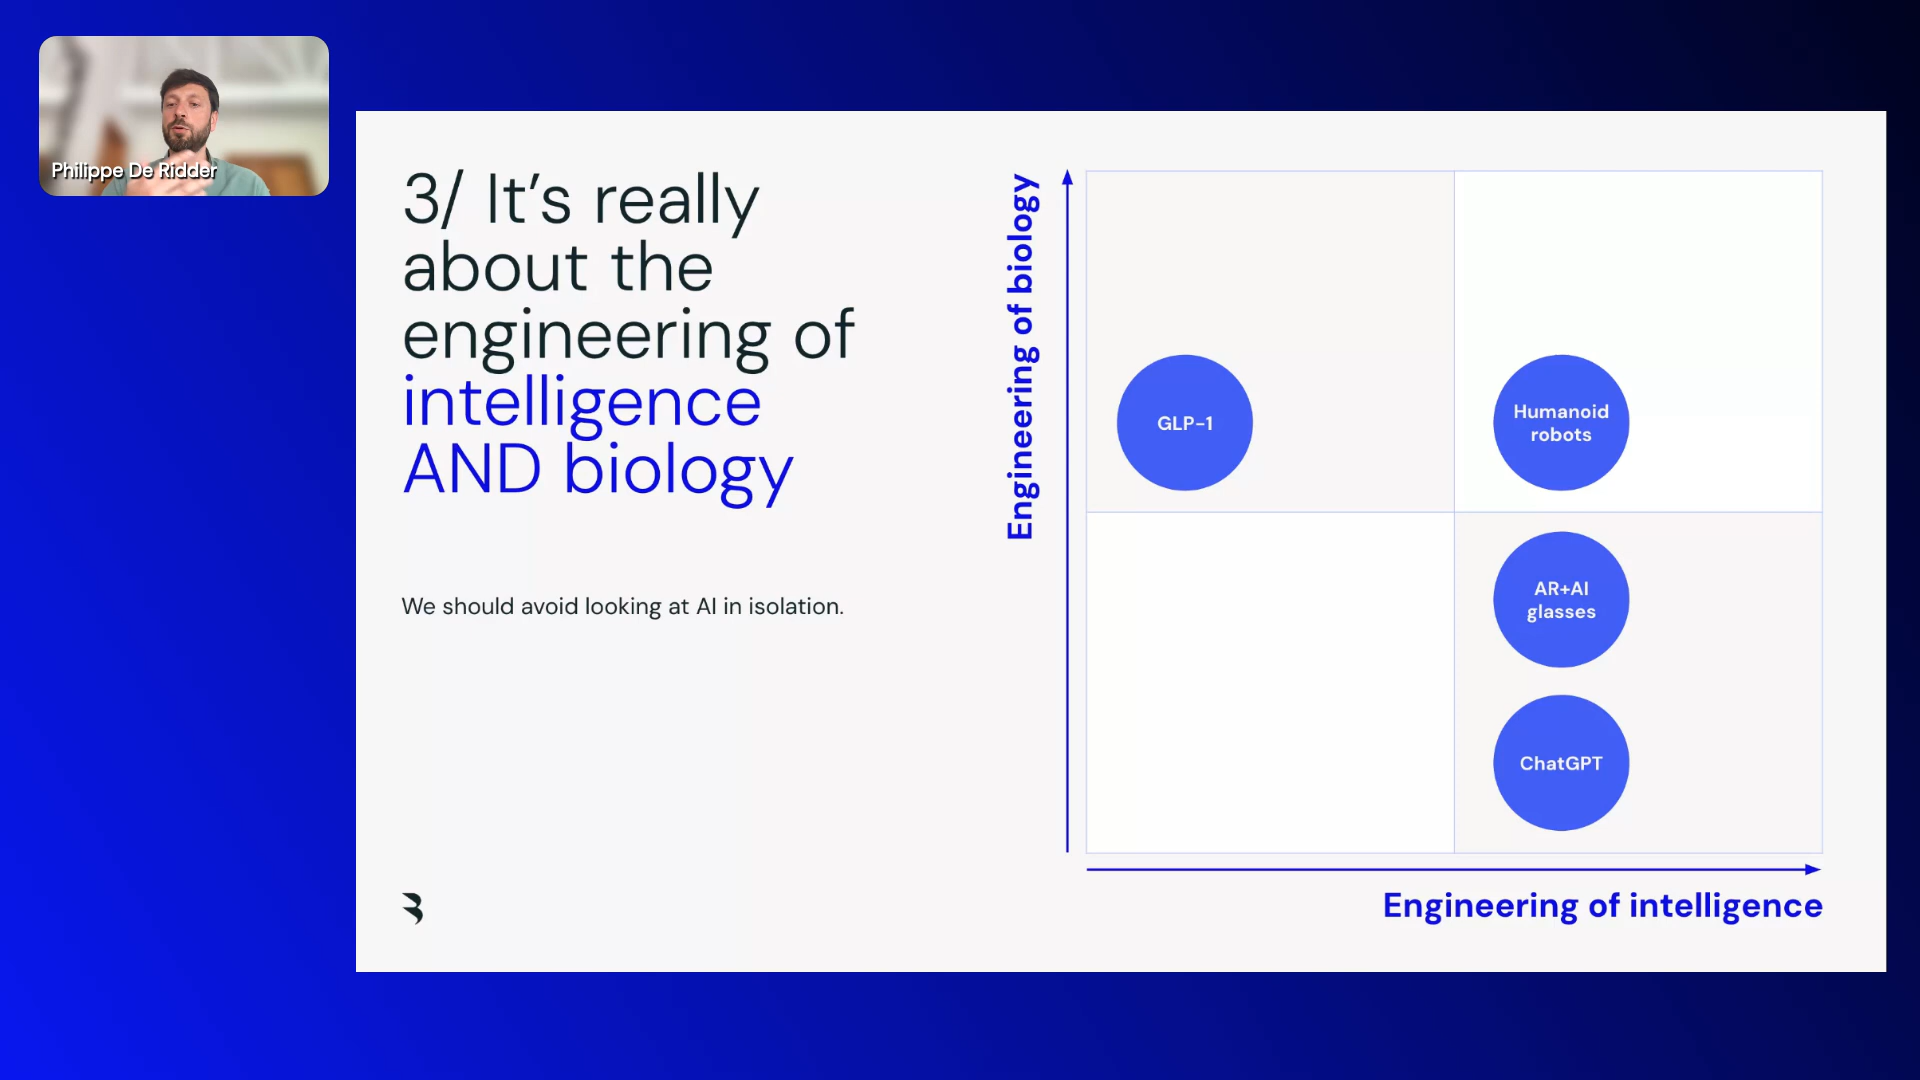 Philippe De Ridder
3/ It’s really
about the
engineering of
intelligence
AND biology
We should avoid looking at AI in isolation.
Engineering of biology
GLP-1
Humanoid
robots
AR+AI
glasses
ChatGPT
Engineering of intelligence